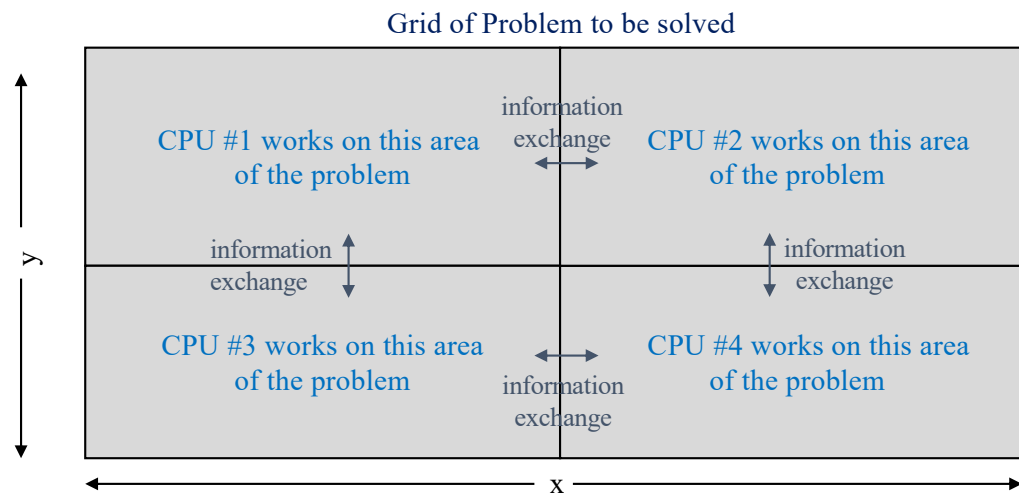 Grid of Problem to be solved
CPU #1 works on this area
of the problem
information
exchange
CPU #2 works on this area
of the problem
y
information
exchange
information
exchange
CPU #3 works on this area
of the problem
information
exchange
CPU #4 works on this area
of the problem
x